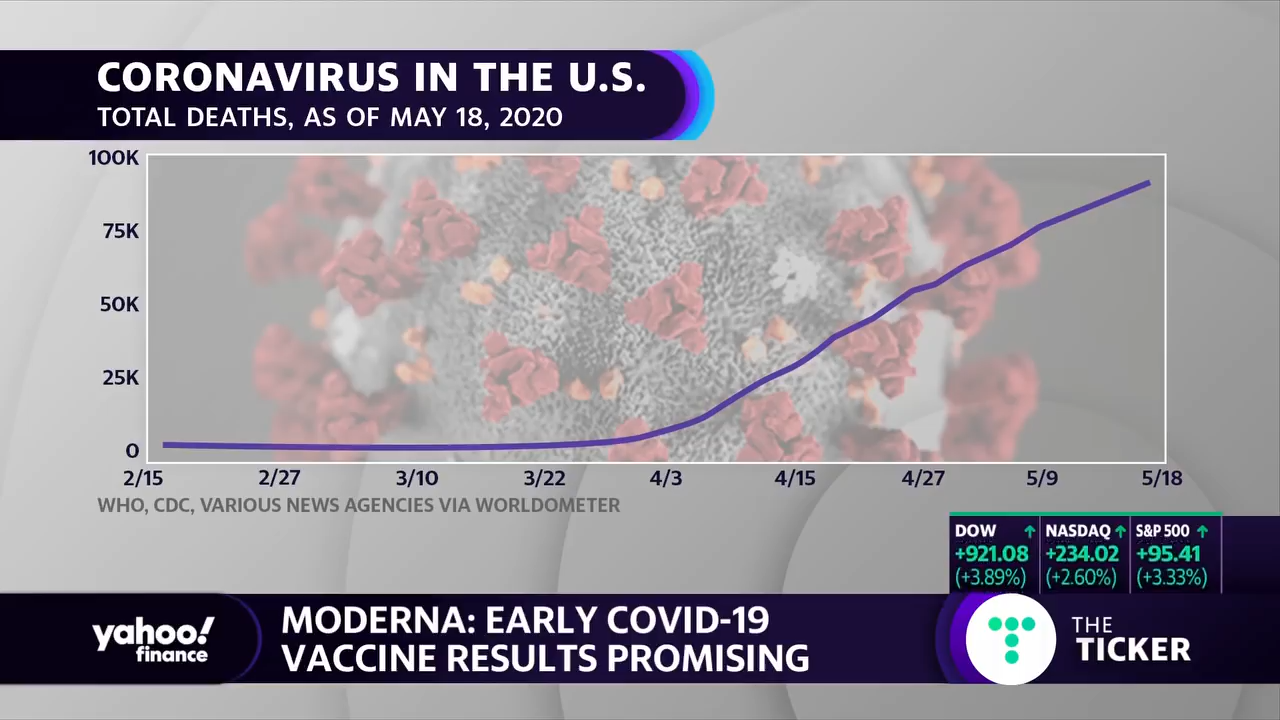 CORONAVIRUS IN THE U.S.
TOTAL DEATHS, AS OF MAY 18, 2020
100K
75K
50K
25K
0
2/15 2/27 3/10 3/22 4/3 4/15 4/27 5/9 5/18
WHO, CDC, VARIOUS NEWS AGENCIES VIA WORLDOMETER
DOW NASDAQ S&P 500
+921.08 +234.02 +95.41
(+3.89%) (+2.60%) (+3.33%)
yahoo!
finance
MODERNA: EARLY COVID-19
VACCINE RESULTS PROMISING
THE
TICKER